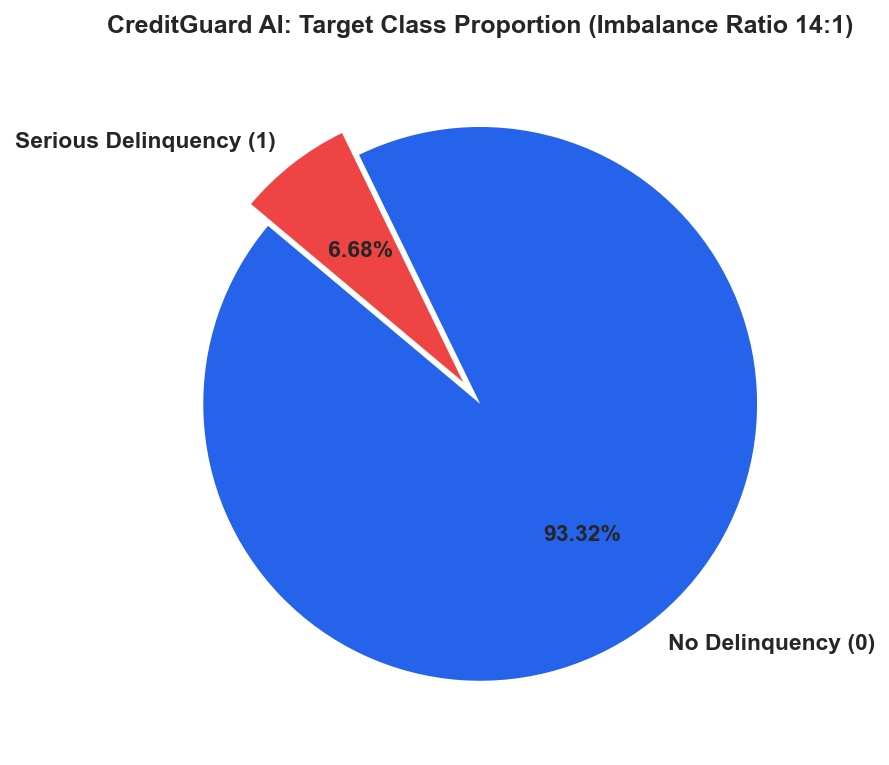 CreditGuard AI: Target Class Proportion (Imbalance Ratio 14:1)
Serious Delinquency (1)
6.68%
93.32%
No Delinquency (0)